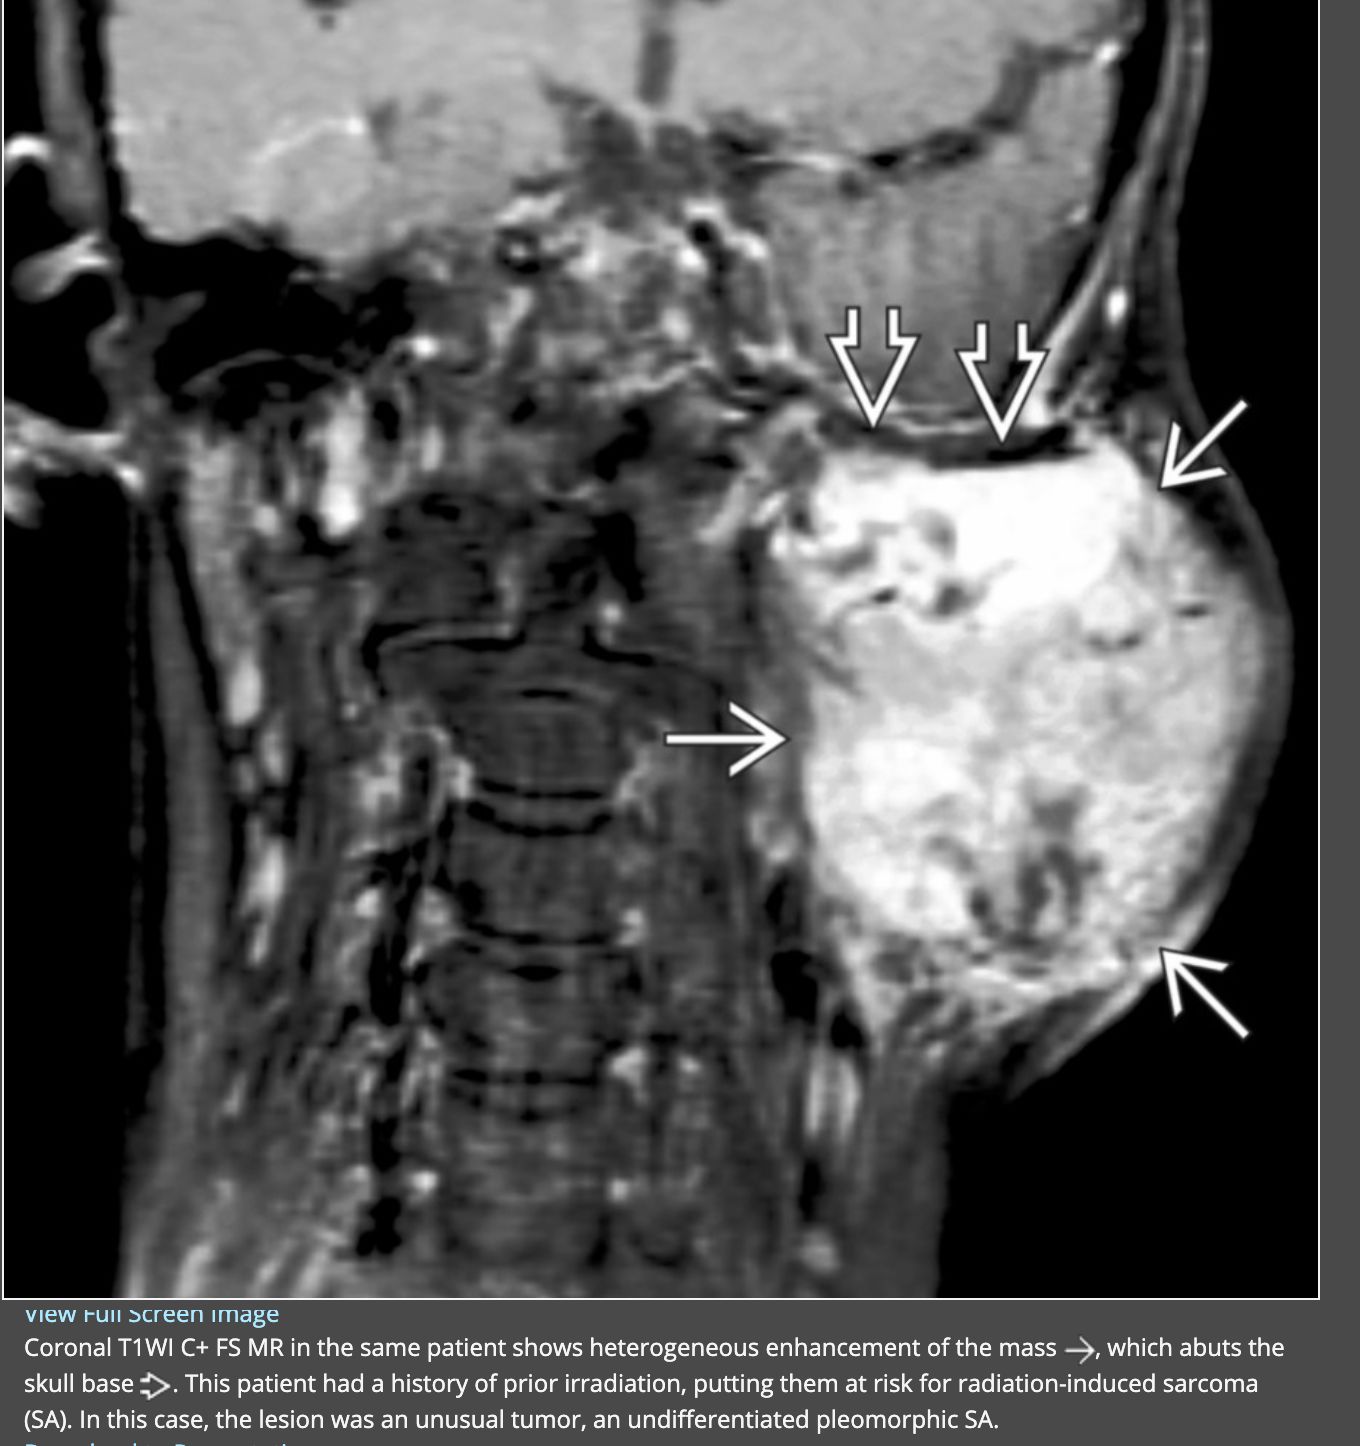 View Full Screen Image
Coronal T1WI C+ FS MR in the same patient shows heterogeneous enhancement of the mass , which abuts the
skull base . This patient had a history of prior irradiation, putting them at risk for radiation-induced sarcoma
(SA). In this case, the lesion was an unusual tumor, an undifferentiated pleomorphic SA.